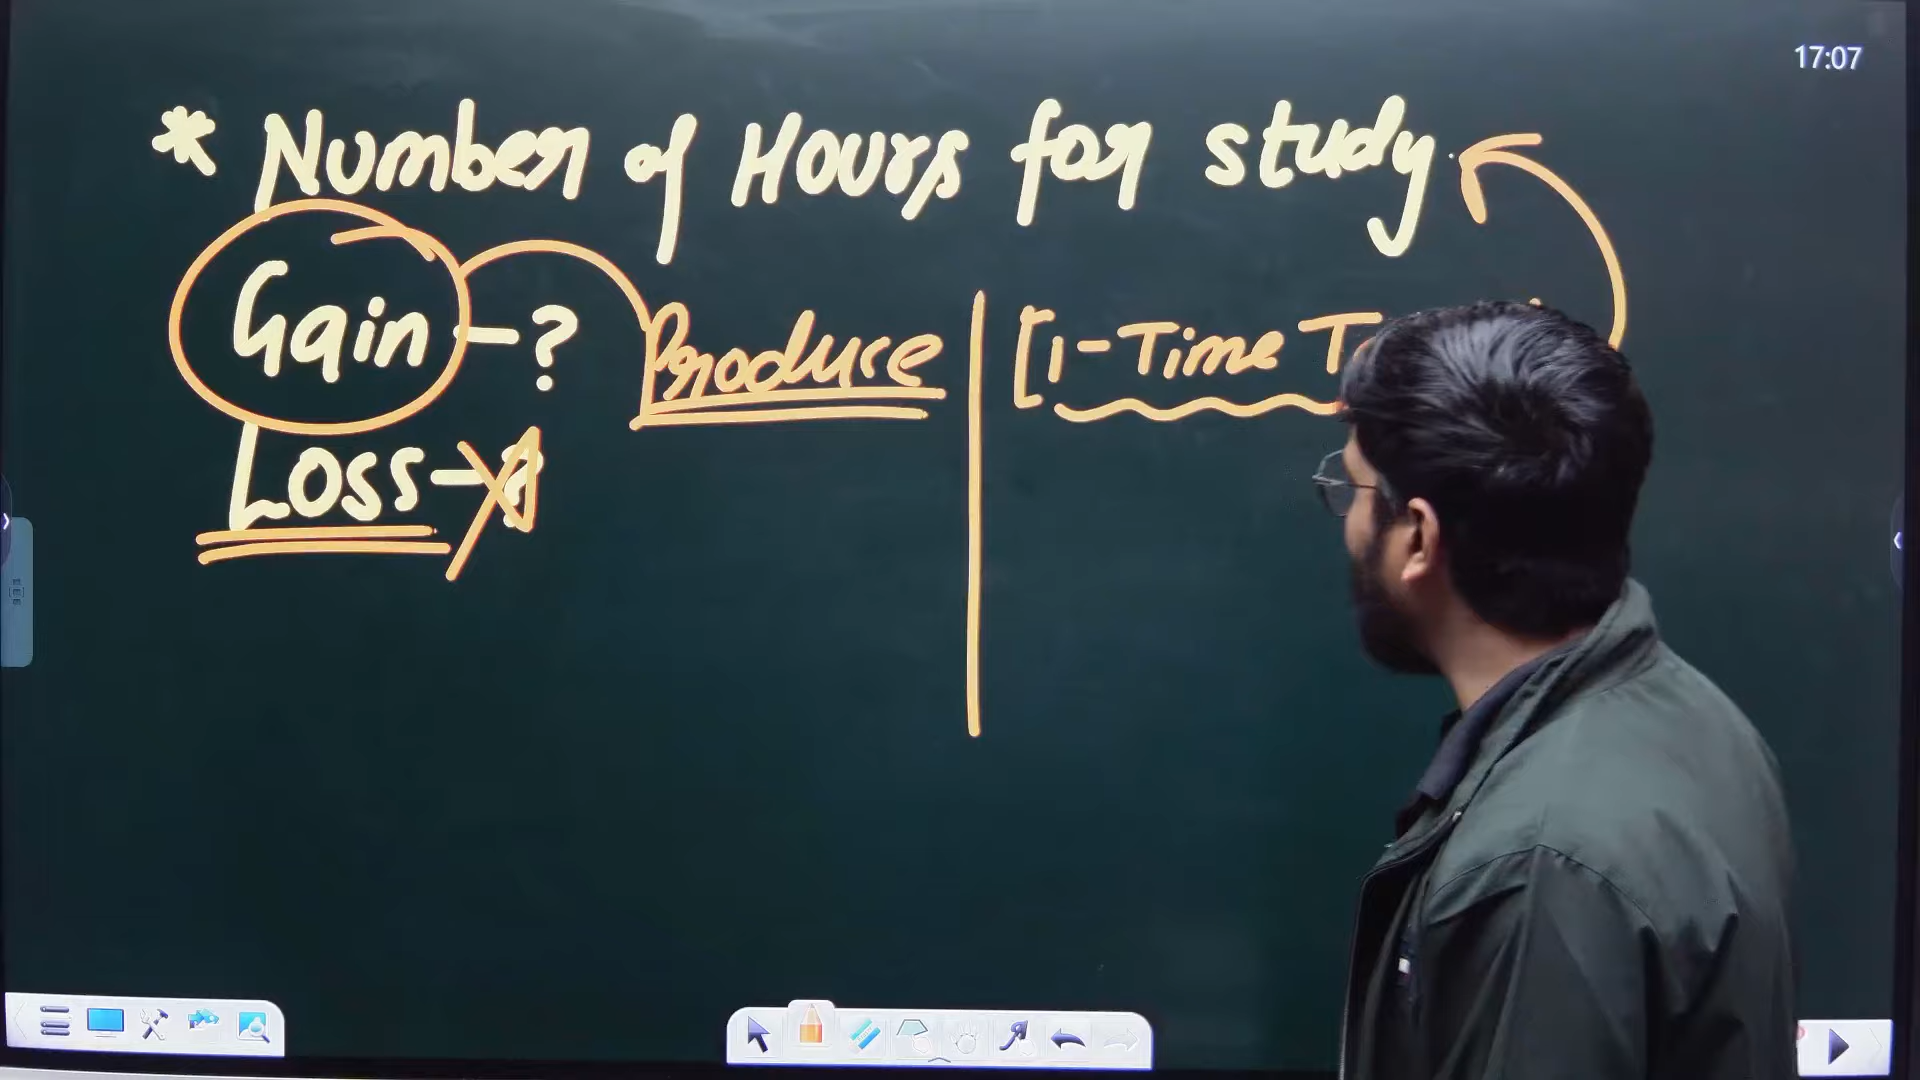 17:07
* Number of Hours for study
Gain - ? Produce [1-Time
Loss - ?